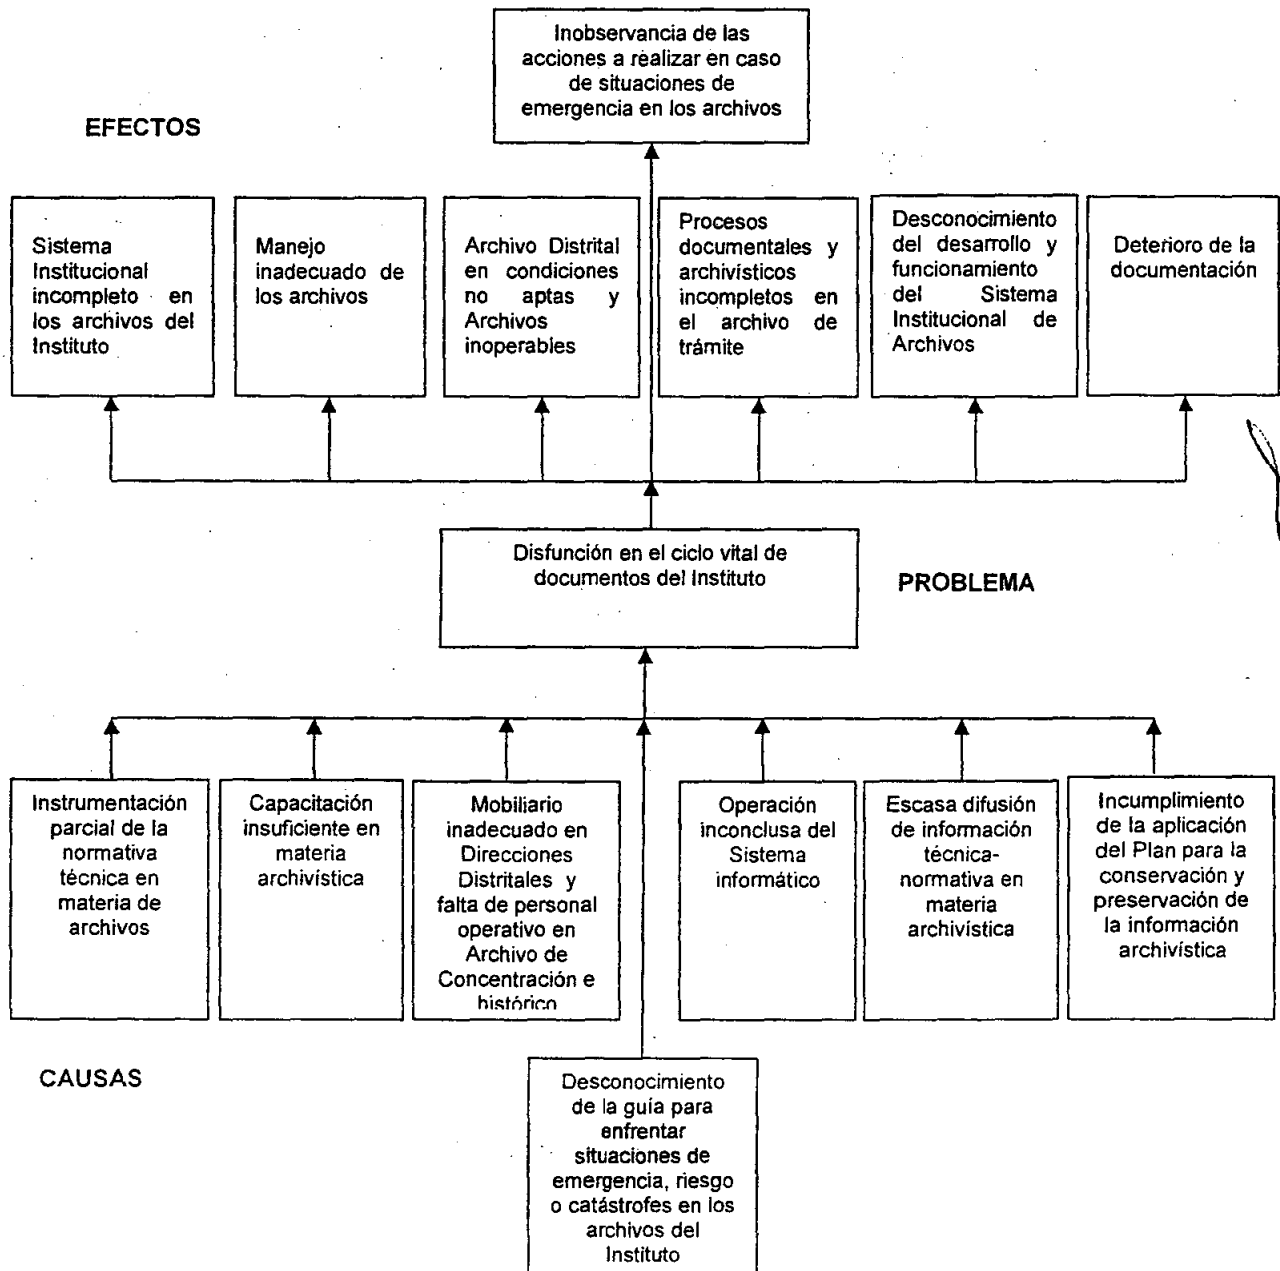 Inobservancia de las
acciones a realizar en caso
de situaciones de
emergencia en los archivos
EFECTOS
Sistema
Institucional
incompleto en
los archivos del
Instituto
Manejo
inadecuado de
los archivos
Archivo Distrital
en condiciones
no aptas y
Archivos
inoperables
Procesos
documentales y
archivísticos
incompletos en
el archivo de
trámite
Desconocimiento
del desarrollo y
funcionamiento
del Sistema
Institucional de
Archivos
Deterioro de la
documentación
Disfunción en el ciclo vital de
documentos del Instituto
PROBLEMA
Instrumentación
parcial de la
normativa
técnica en
materia de
archivos
Capacitación
insuficiente en
materia
archivística
Mobiliario
inadecuado en
Direcciones
Distritales y
falta de personal
operativo en
Archivo de
Concentración e
histórico
Operación
inconclusa del
Sistema
informático
Escasa difusión
de información
técnica-
normativa en
materia
archivística
Incumplimiento
de la aplicación
del Plan para la
conservación y
preservación de
la información
archivística
CAUSAS
Desconocimiento
de la guía para
enfrentar
situaciones de
emergencia, riesgo
o catástrofes en los
archivos del
Instituto